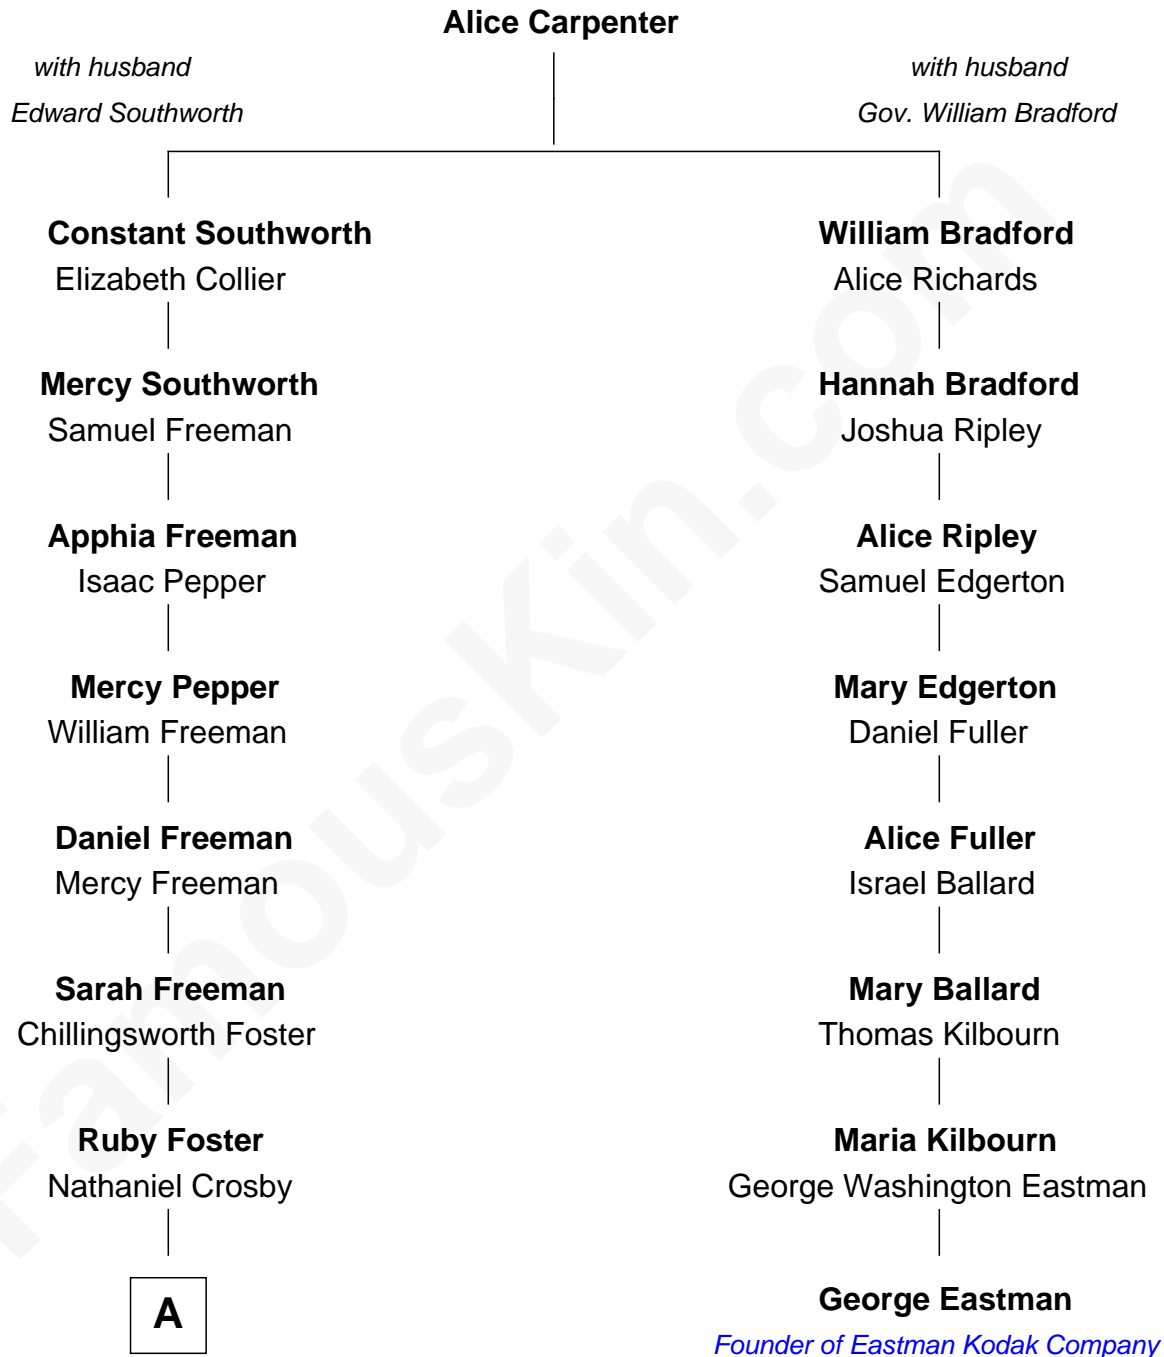 Alice Carpenter
with husband
Edward Southworth
with husband
Gov. William Bradford
Constant Southworth
Elizabeth Collier
William Bradford
Alice Richards
Mercy Southworth
Samuel Freeman
Hannah Bradford
Joshua Ripley
Apphia Freeman
Isaac Pepper
Alice Ripley
Samuel Edgerton
Mercy Pepper
William Freeman
Mary Edgerton
Daniel Fuller
Daniel Freeman
Mercy Freeman
Alice Fuller
Israel Ballard
Sarah Freeman
Chillingsworth Foster
Mary Ballard
Thomas Kilbourn
Ruby Foster
Nathaniel Crosby
Maria Kilbourn
George Washington Eastman
A
George Eastman
Founder of Eastman Kodak Company
FamousKin.com